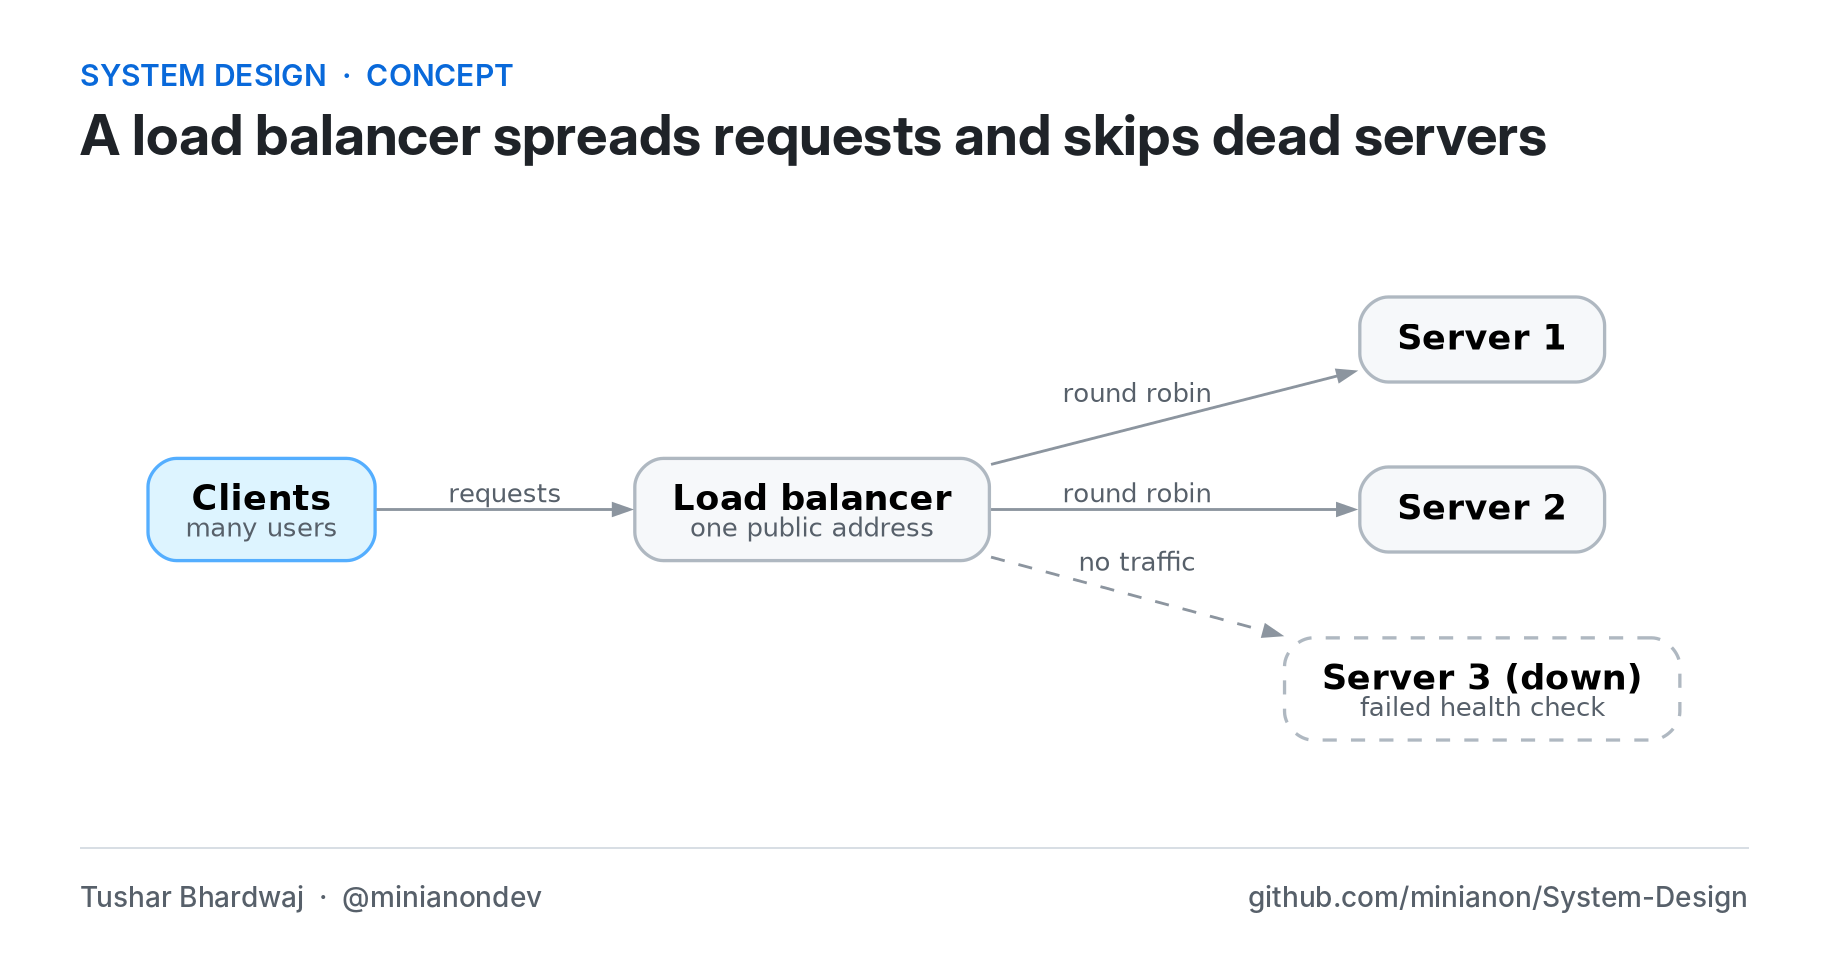 SYSTEM DESIGN · CONCEPT
A load balancer spreads requests and skips dead servers
Clients
many users
requests
Load balancer
one public address
round robin
round robin
no traffic
Server 1
Server 2
Server 3 (down)
failed health check
Tushar Bhardwaj · @minianondev
github.com/minianon/System-Design